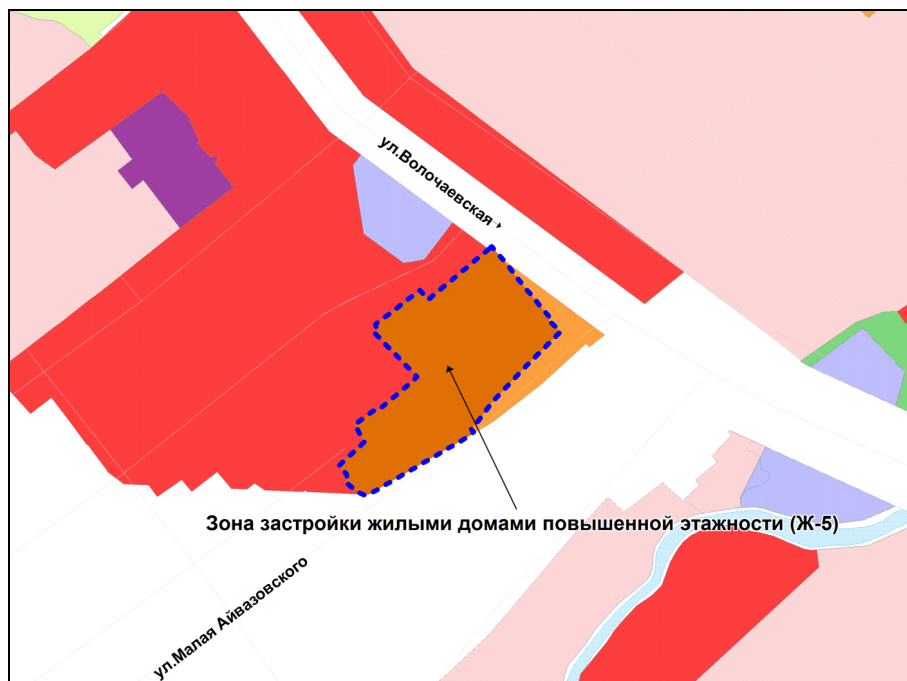 ул.Волочаевская
Зона застройки жилыми домами повышенной этажности (Ж-5)
ул.Малая Айвазовского